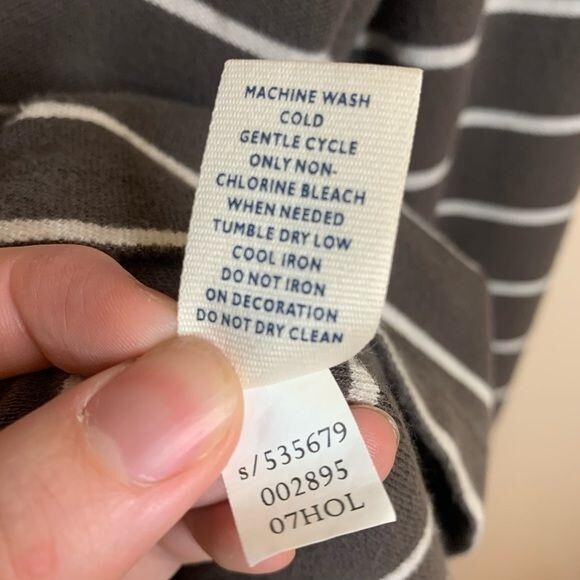 MACHINE WASH
COLD
GENTLE CYCLE
ONLY NON-
CHLORINE BLEACH
WHEN NEEDED
TUMBLE DRY LOW
COOL IRON
DO NOT IRON
ON DECORATION
DO NOT DRY CLEAN
s/535679
002895
07HOL